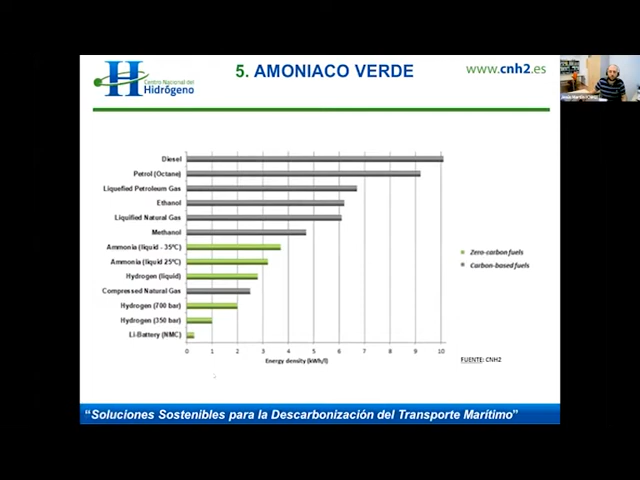 Centro Nacional del
Hidrógeno
5. AMONIACO VERDE
www.cnh2.es
Diesel
Petrol (Octane)
Liquefied Petroleum Gas
Ethanol
Liquified Natural Gas
Methanol
Ammonia (liquid - 35ºC)
Ammonia (liquid 25ºC)
Hydrogen (liquid)
Compressed Natural Gas
Hydrogen (700 bar)
Hydrogen (350 bar)
Li-Battery (NMC)
0 1 2 3 4 5 6 7 8 9 10
Energy density (kWh/l)
Zero-carbon fuels
Carbon-based fuels
FUENTE: CNH2
“Soluciones Sostenibles para la Descarbonización del Transporte Marítimo”